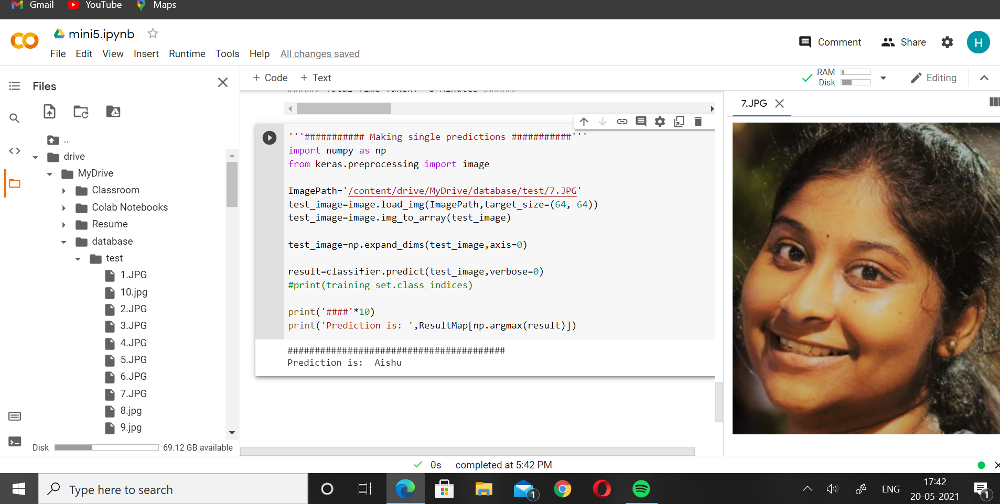 Gmail YouTube Maps
mini5.ipynb
File Edit View Insert Runtime Tools Help All changes saved
Comment Share H
Files
+ Code + Text
RAM
Disk
Editing
..
drive
MyDrive
Classroom
Colab Notebooks
Resume
database
test
1.JPG
10.jpg
2.JPG
3.JPG
4.JPG
5.JPG
6.JPG
7.JPG
8.jpg
9.jpg
Disk 69.12 GB available
'''########### Making single predictions ###########'''
import numpy as np
from keras.preprocessing import image
ImagePath='/content/drive/MyDrive/database/test/7.JPG'
test_image=image.load_img(ImagePath,target_size=(64, 64))
test_image=image.img_to_array(test_image)
test_image=np.expand_dims(test_image,axis=0)
result=classifier.predict(test_image,verbose=0)
#print(training_set.class_indices)
print('####'*10)
print('Prediction is: ',ResultMap[np.argmax(result)])
########################################
Prediction is:  Aishu
7.JPG
0s completed at 5:42 PM
Type here to search
1
ENG
17:42
20-05-2021
1